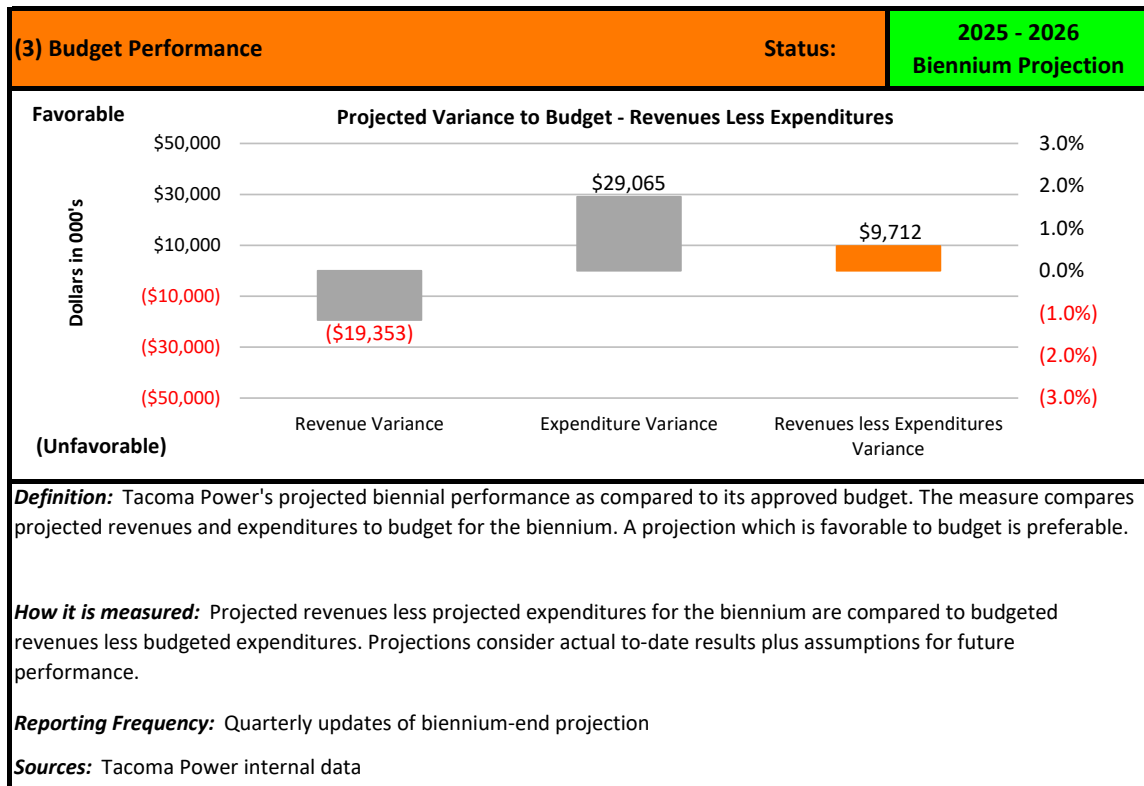 (3) Budget Performance Status: 2025 - 2026
Biennium Projection
Favorable
Projected Variance to Budget - Revenues Less Expenditures
$50,000 3.0%
2.0%
$30,000 $29,065
1.0%
$10,000 $9,712
0.0%
($10,000) (1.0%)
($19,353)
($30,000) (2.0%)
($50,000) (3.0%)
Dollars in 000's
Revenue Variance Expenditure Variance Revenues less Expenditures
Variance
(Unfavorable)
Definition: Tacoma Power's projected biennial performance as compared to its approved budget. The measure compares
projected revenues and expenditures to budget for the biennium. A projection which is favorable to budget is preferable.
How it is measured: Projected revenues less projected expenditures for the biennium are compared to budgeted
revenues less budgeted expenditures. Projections consider actual to-date results plus assumptions for future
performance.
Reporting Frequency: Quarterly updates of biennium-end projection
Sources: Tacoma Power internal data